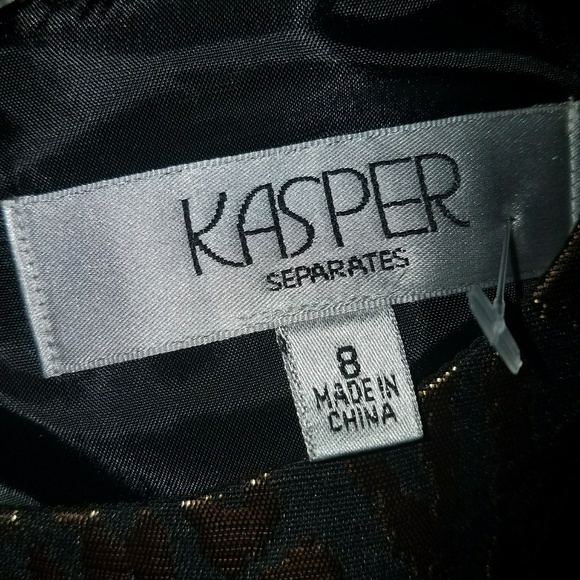 KASPER
SEPARATES
8
MADE IN
CHINA